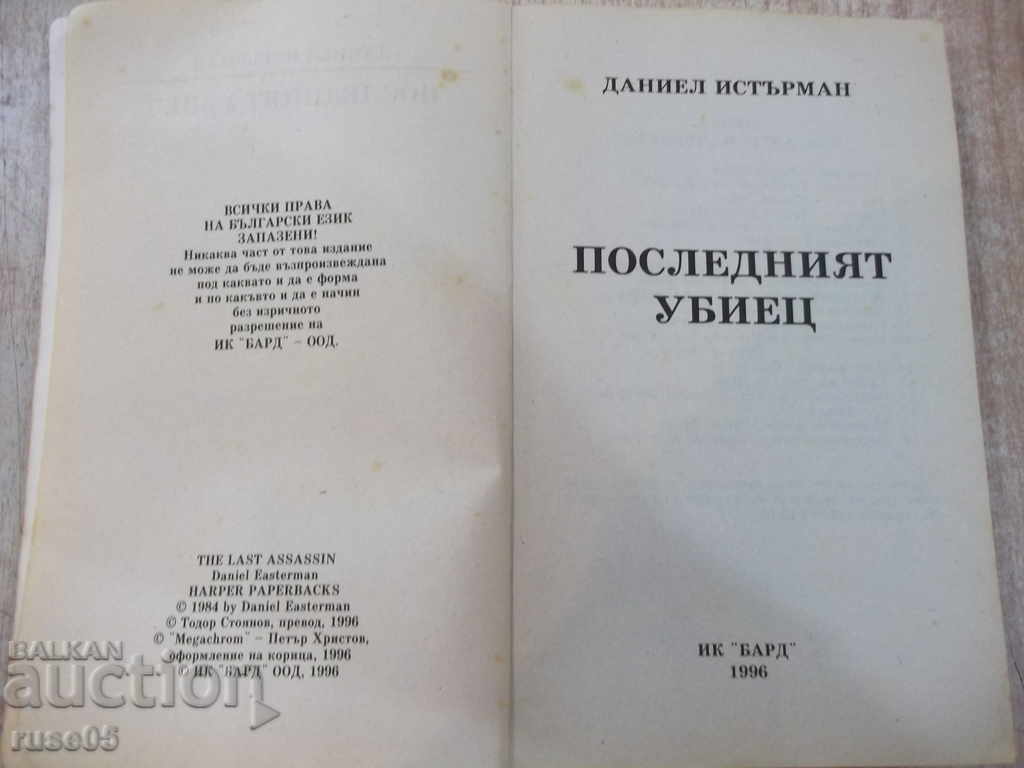 ВСИЧКИ ПРАВА
НА БЪЛГАРСКИ ЕЗИК
ЗАПАЗЕНИ!
Никаква част от това издание
не може да бъде възпроизвеждана
под каквато и да е форма
и по какъвто и да е начин
без изричното
разрешение на
ИК "БАРД" – ООД.
THE LAST ASSASSIN
Daniel Easterman
HARPER PAPERBACKS
© 1984 by Daniel Easterman
© Тодор Стоянов, превод, 1996
© "Megachrom" – Петър Христов,
оформление на корица, 1996
© ИК "БАРД" ООД, 1996
ДАНИЕЛ ИСТЪРМАН
ПОСЛЕДНИЯТ
УБИЕЦ
ИК "БАРД"
1996
BALKAN
auction
ruse05